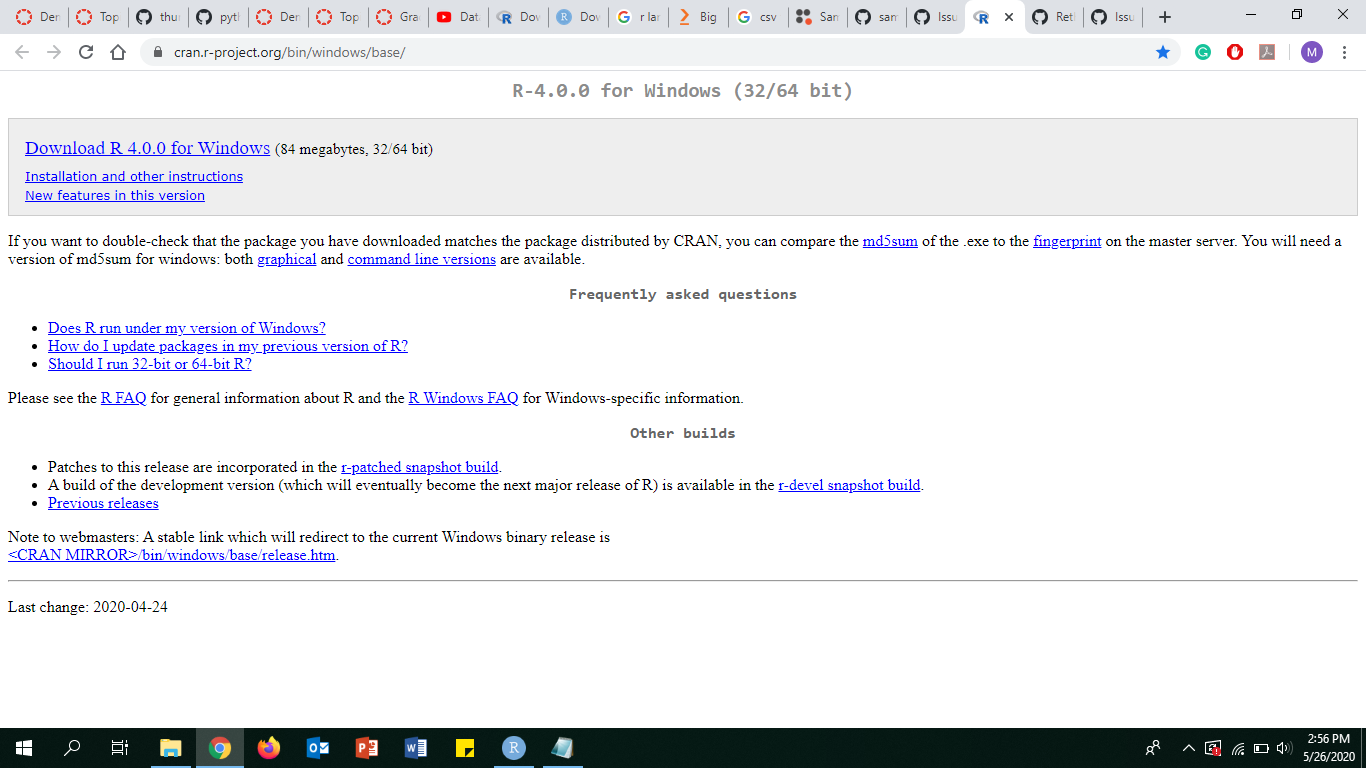 Den
Top
thu
pytl
Den
Top
Gra
Dat
Dov
Dov
r lar
Big
csv
San
sam
Issu
Ret
Issu
cran.r-project.org/bin/windows/base/
M
R-4.0.0 for Windows (32/64 bit)
Download R 4.0.0 for Windows (84 megabytes, 32/64 bit)
Installation and other instructions
New features in this version
If you want to double-check that the package you have downloaded matches the package distributed by CRAN, you can compare the md5sum of the .exe to the fingerprint on the master server. You will need a
version of md5sum for windows: both graphical and command line versions are available.
Frequently asked questions
Does R run under my version of Windows?
How do I update packages in my previous version of R?
Should I run 32-bit or 64-bit R?
Please see the R FAQ for general information about R and the R Windows FAQ for Windows-specific information.
Other builds
Patches to this release are incorporated in the r-patched snapshot build.
A build of the development version (which will eventually become the next major release of R) is available in the r-devel snapshot build.
Previous releases
Note to webmasters: A stable link which will redirect to the current Windows binary release is
<CRAN MIRROR>/bin/windows/base/release.htm.
Last change: 2020-04-24
2:56 PM
5/26/2020